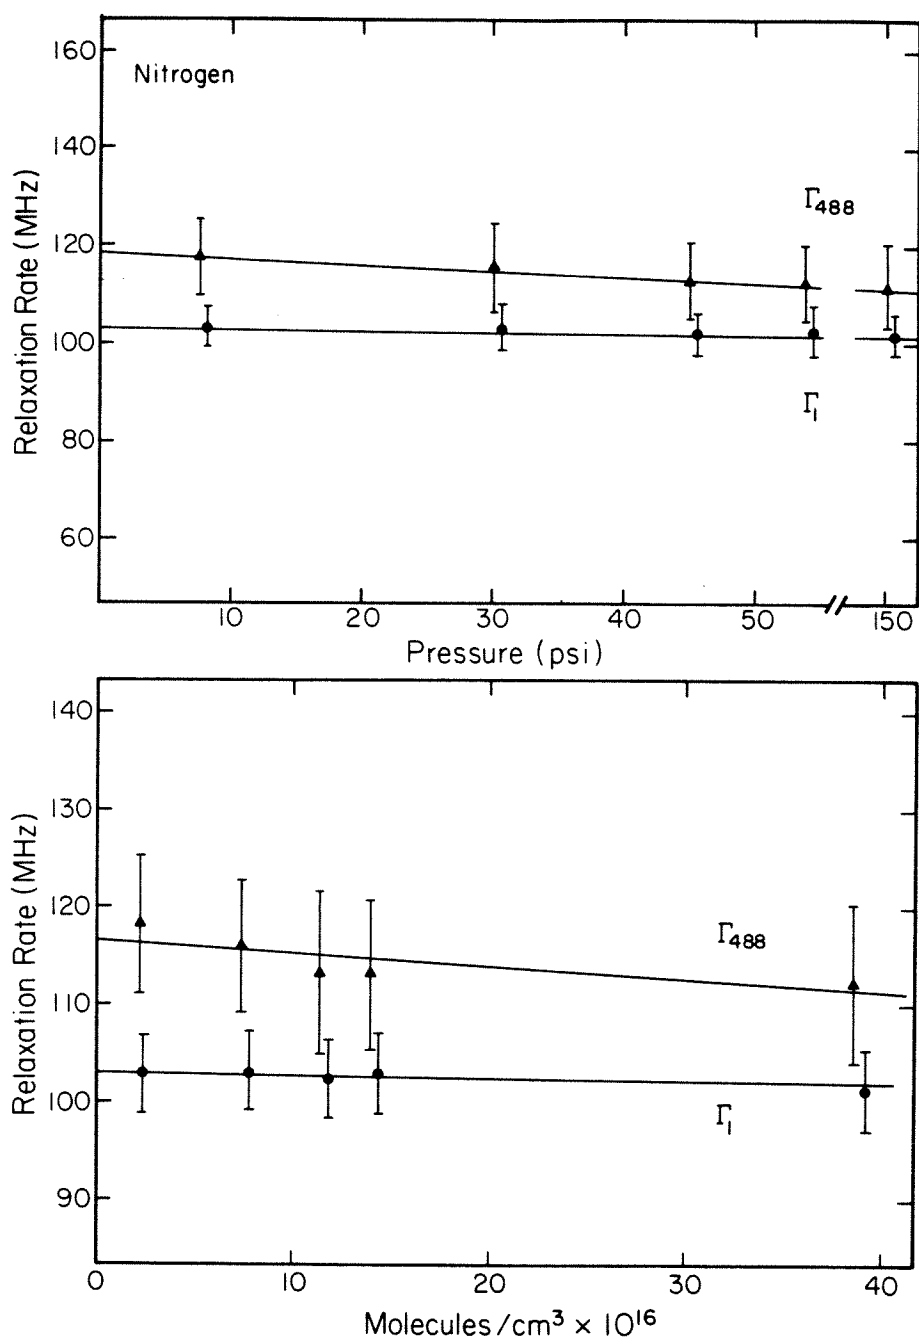 Nitrogen
Relaxation Rate (MHz)
160
140
120
100
80
60
Γ488
Γ1
10
20
30
40
50
150
Pressure (psi)
Relaxation Rate (MHz)
140
130
120
110
100
90
Γ488
Γ1
0
10
20
30
40
Molecules/cm³ × 10¹⁶